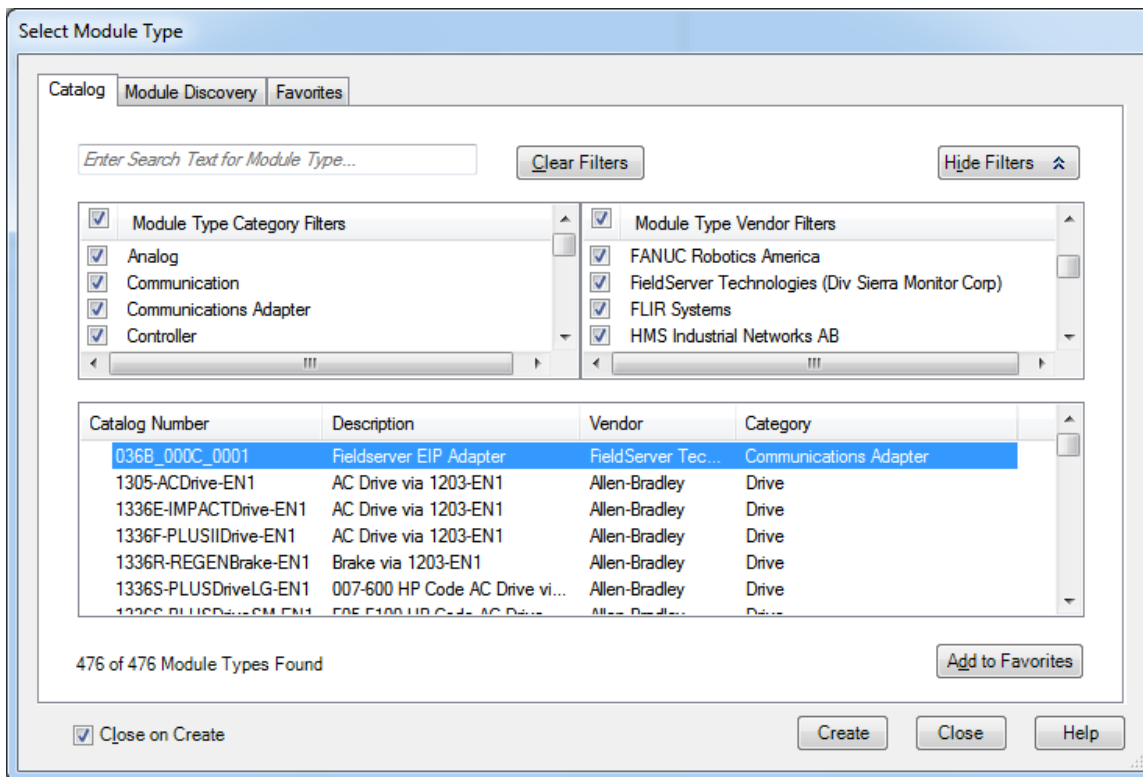 Select Module Type
Catalog Module Discovery Favorites
Enter Search Text for Module Type... Clear Filters Hide Filters
Module Type Category Filters Module Type Vendor Filters
Analog FANUC Robotics America
Communication FieldServer Technologies (Div Sierra Monitor Corp)
Communications Adapter FLIR Systems
Controller HMS Industrial Networks AB
Catalog Number Description Vendor Category
036B_000C_0001 Fieldserver EIP Adapter FieldServer Tec... Communications Adapter
1305-ACDrive-EN1 AC Drive via 1203-EN1 Allen-Bradley Drive
1336E-IMPACTDrive-EN1 AC Drive via 1203-EN1 Allen-Bradley Drive
1336F-PLUSIIDrive-EN1 AC Drive via 1203-EN1 Allen-Bradley Drive
1336R-REGENBrake-EN1 Brake via 1203-EN1 Allen-Bradley Drive
1336S-PLUSDriveLG-EN1 007-600 HP Code AC Drive vi... Allen-Bradley Drive
1336S-PLUSDriveSM-EN1 Allen-Bradley Drive
476 of 476 Module Types Found Add to Favorites
Close on Create Create Close Help